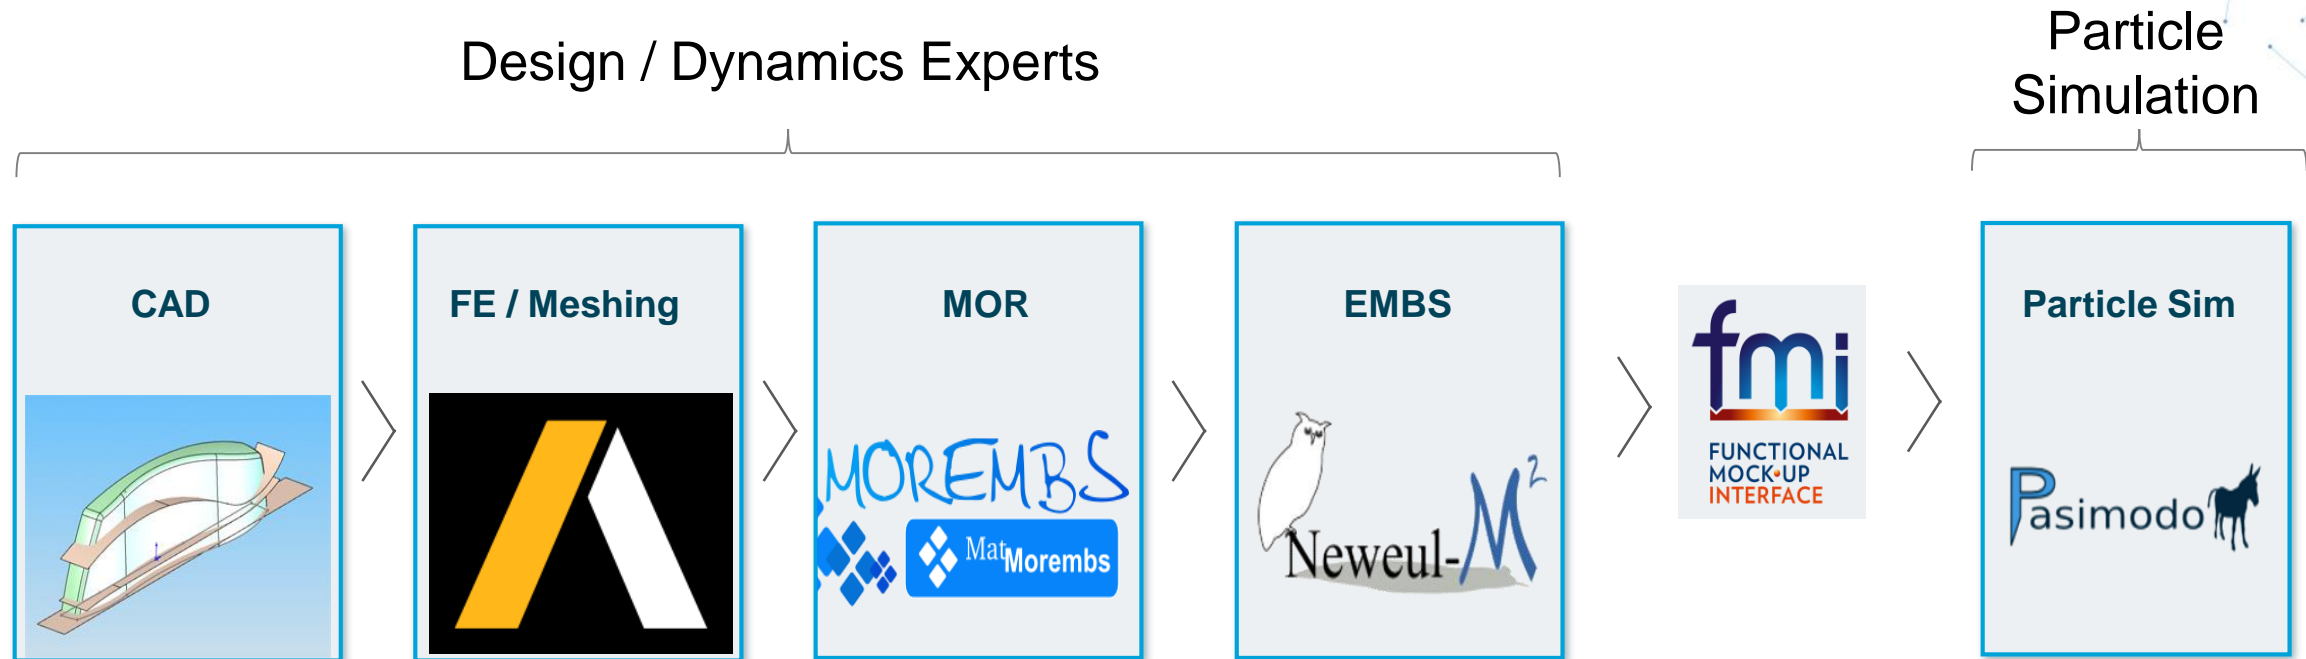 Design / Dynamics Experts
Particle
Simulation
CAD
FE / Meshing
MOR
EMBS
Particle Sim
MOREMBS
MatMorembs
Neweul-M²
fmi
FUNCTIONAL
MOCK-UP
INTERFACE
Pasimodo